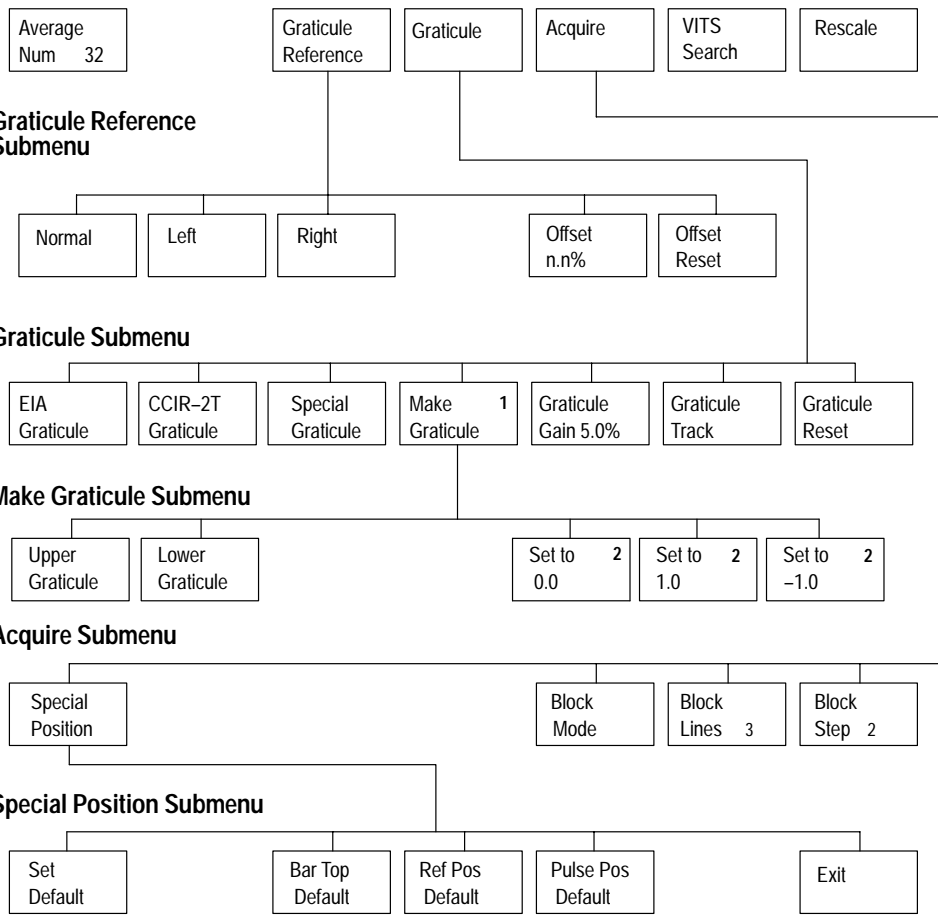 Average
Num 32
Graticule
Reference
Graticule
Acquire
VITS
Search
Rescale
Graticule Reference
Submenu
Normal
Left
Right
Offset
n.n%
Offset
Reset
Graticule Submenu
EIA
Graticule
CCIR–2T
Graticule
Special
Graticule
Make 1
Graticule
Graticule
Gain 5.0%
Graticule
Track
Graticule
Reset
Make Graticule Submenu
Upper
Graticule
Lower
Graticule
Set to 2
0.0
Set to 2
1.0
Set to 2
–1.0
Acquire Submenu
Special
Position
Block
Mode
Block
Lines 3
Block
Step 2
Special Position Submenu
Set
Default
Bar Top
Default
Ref Pos
Default
Pulse Pos
Default
Exit